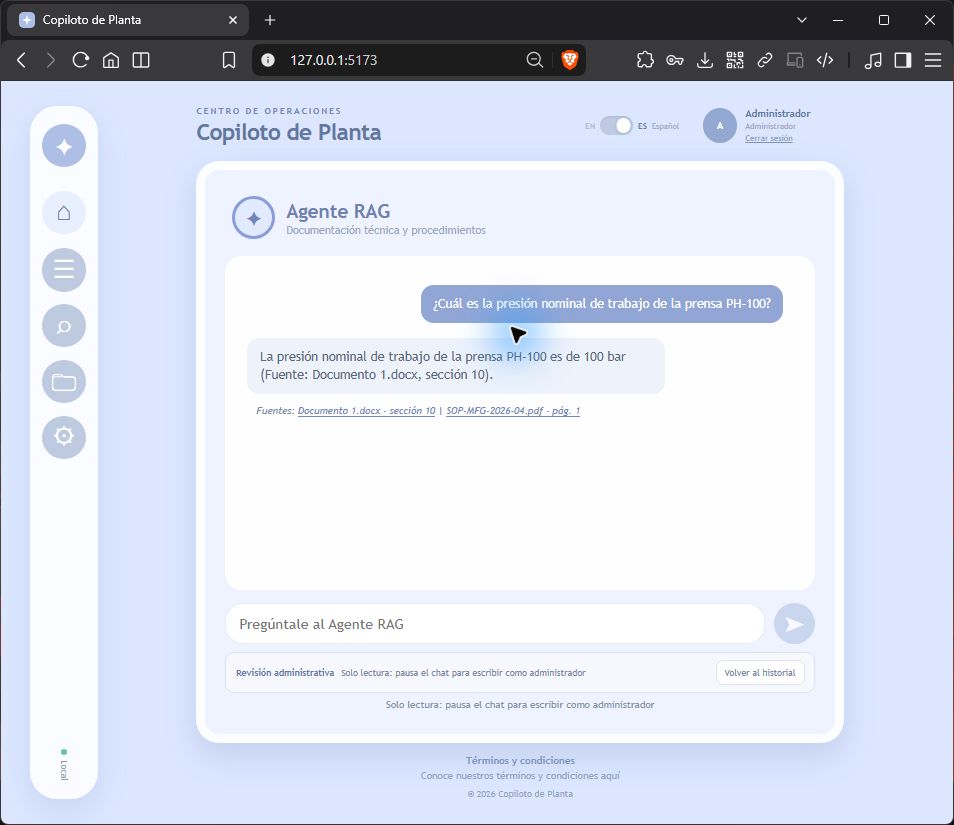 Copiloto de Planta
127.0.0.1:5173
CENTRO DE OPERACIONES
Copiloto de Planta
EN
ES Español
A
Administrador
Administrador
Cerrar sesión
Agente RAG
Documentación técnica y procedimientos
¿Cuál es la presión nominal de trabajo de la prensa PH-100?
La presión nominal de trabajo de la prensa PH-100 es de 100 bar
(Fuente: Documento 1.docx, sección 10).
Fuentes: Documento 1.docx - sección 10 | SOP-MFG-2026-04.pdf - pág. 1
Pregúntale al Agente RAG
Revisión administrativa Solo lectura: pausa el chat para escribir como administrador
Volver al historial
Solo lectura: pausa el chat para escribir como administrador
Local
Términos y condiciones
Conoce nuestros términos y condiciones aquí
© 2026 Copiloto de Planta